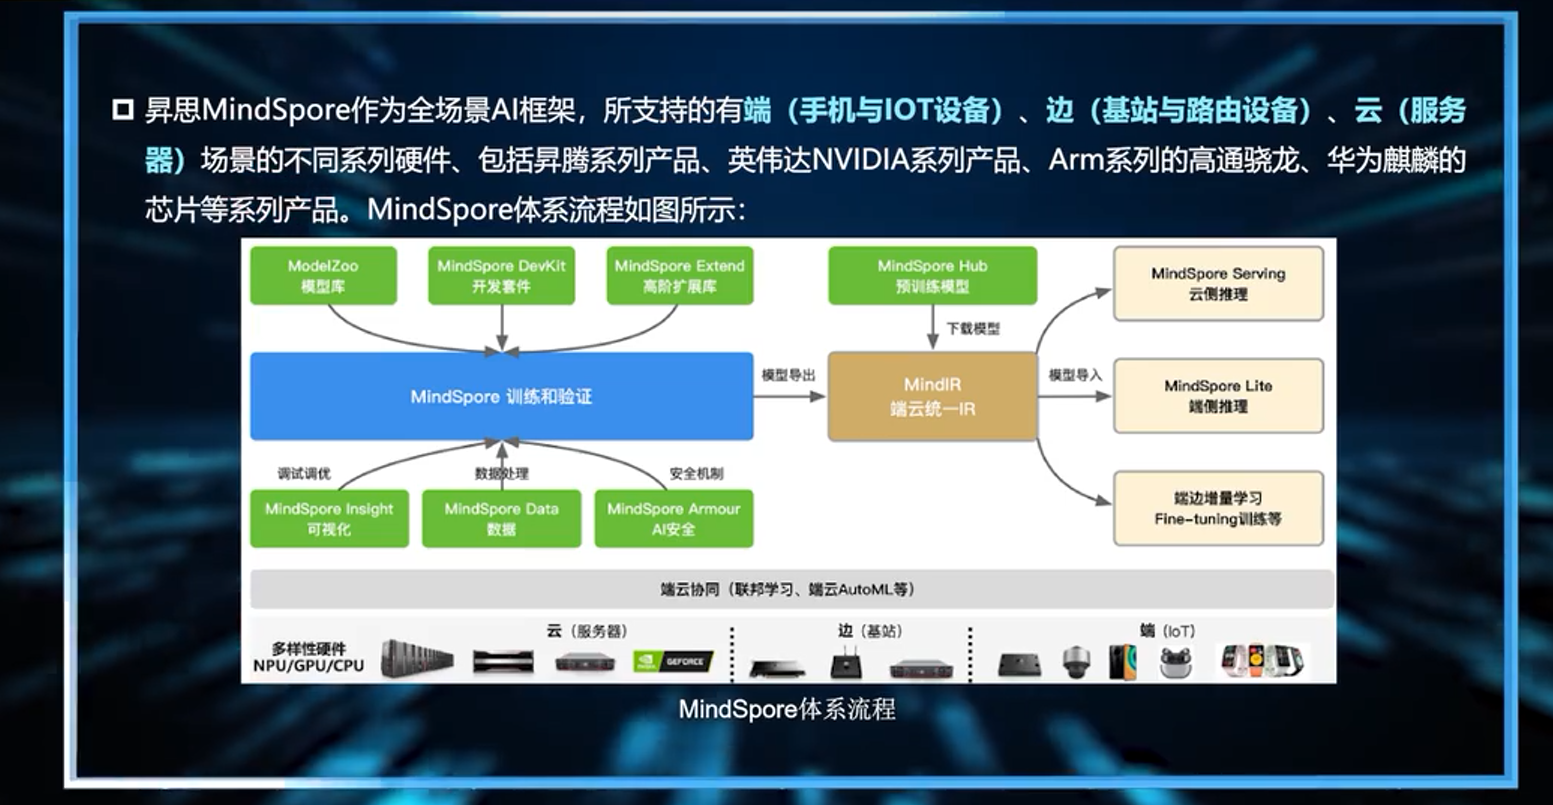 昇思MindSpore作为全场景AI框架，所支持的有端（手机与IOT设备）、边（基站与路由设备）、云（服务
器）场景的不同系列硬件、包括昇腾系列产品、英伟达NVIDIA系列产品、Arm系列的高通骁龙、华为麒麟的
芯片等系列产品。MindSpore体系流程如图所示：
ModelZoo
模型库
MindSpore DevKit
开发套件
MindSpore Extend
高阶扩展库
MindSpore Hub
预训练模型
MindSpore Serving
云侧推理
下载模型
MindSpore 训练和验证
模型导出
MindIR
端云统一IR
模型导入
MindSpore Lite
端侧推理
调试调优
数据处理
安全机制
MindSpore Insight
可视化
MindSpore Data
数据
MindSpore Armour
AI安全
端边增量学习
Fine-tuning训练等
端云协同（联邦学习、端云AutoML等）
多样性硬件
NPU/GPU/CPU
云（服务器）
边（基站）
端（IoT）
NVIDIA
GEFORCE
MindSpore体系流程